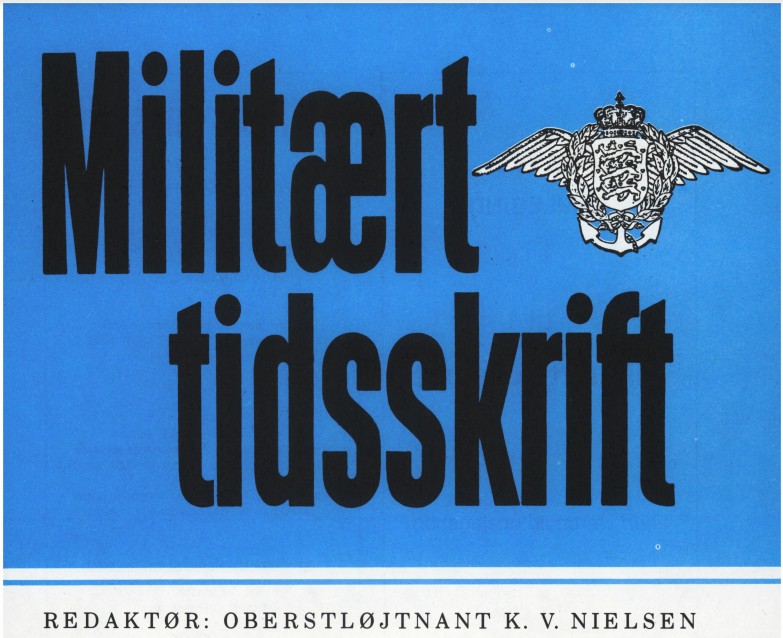 Militært
tidsskrift
REDAKTØR: OBERSTLØJTNANT K. V. NIELSEN